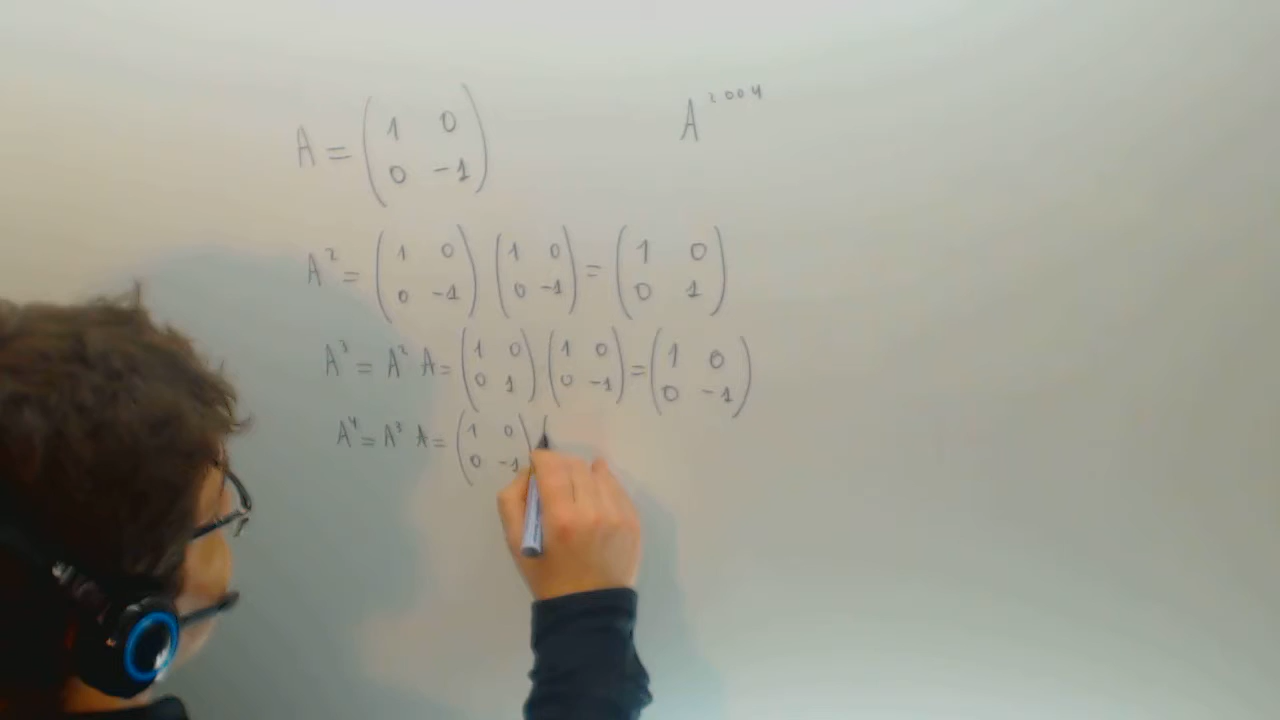 A = (1 0; 0 -1) A^2004
A^2 = (1 0; 0 -1) (1 0; 0 -1) = (1 0; 0 1)
A^3 = A^2 A = (1 0; 0 1) (1 0; 0 -1) = (1 0; 0 -1)
A^4 = A^3 A = (1 0; 0 -1) (